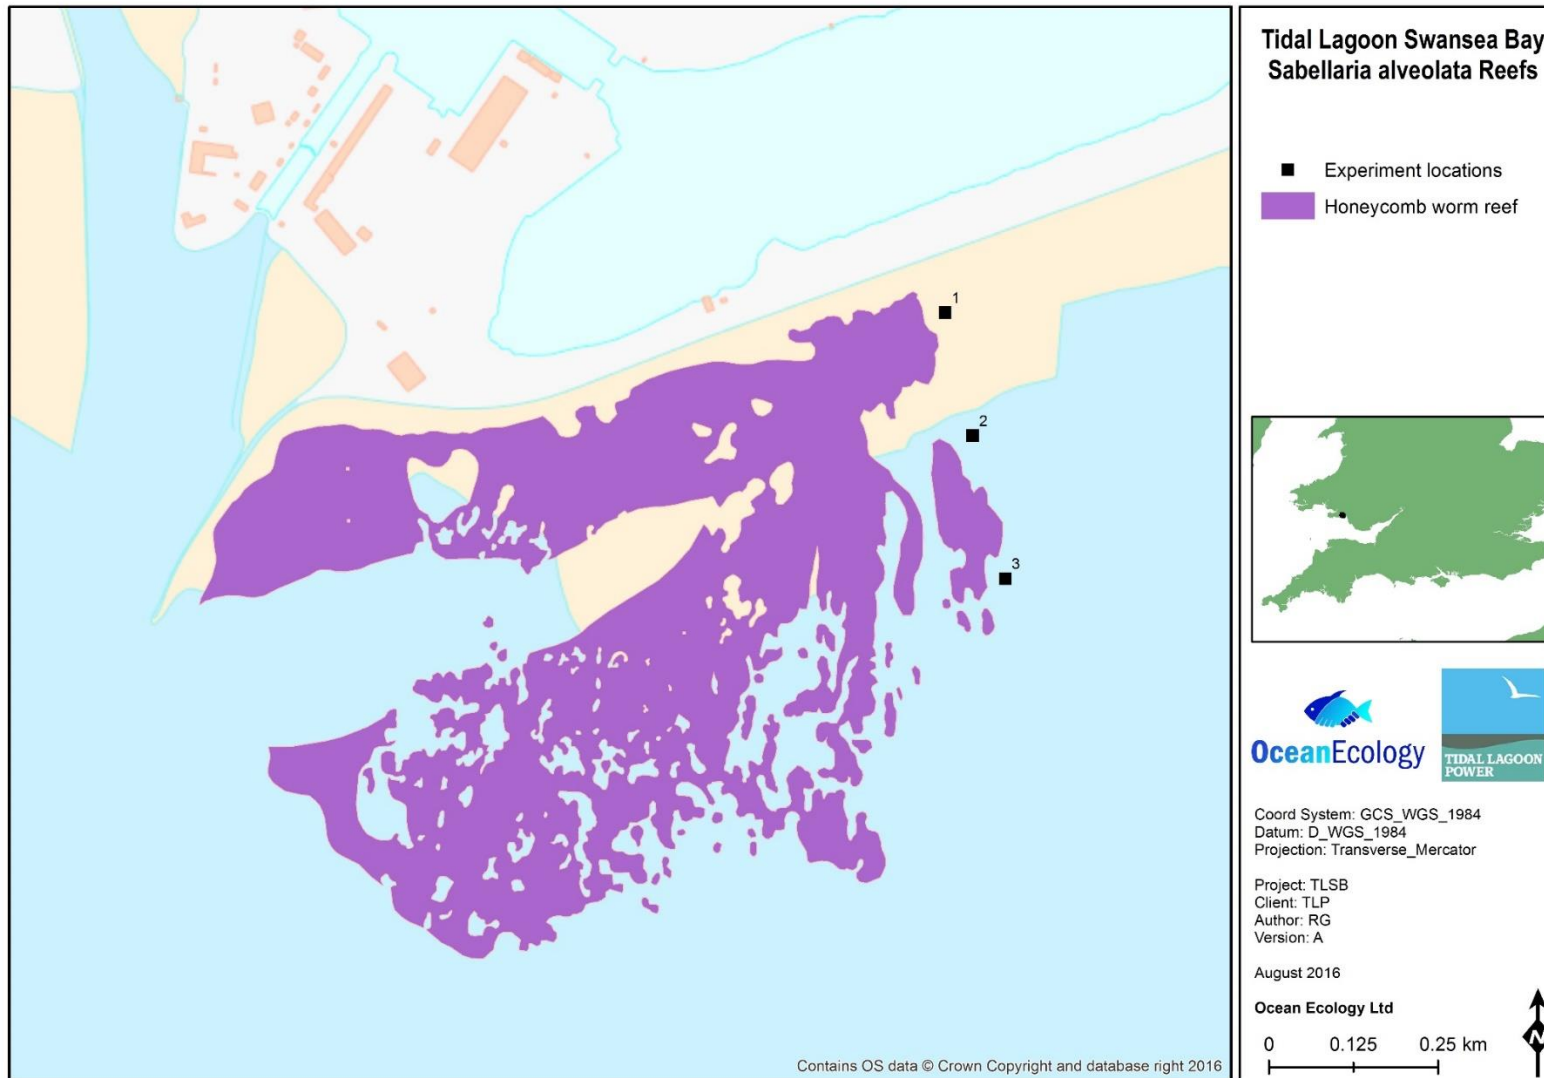 Tidal Lagoon Swansea Bay
Sabellaria alveolata Reefs
Experiment locations
Honeycomb worm reef
1
2
3
OceanEcology
TIDAL LAGOON
POWER
Coord System: GCS_WGS_1984
Datum: D_WGS_1984
Projection: Transverse_Mercator
Project: TLSB
Client: TLP
Author: RG
Version: A
August 2016
Ocean Ecology Ltd
0 0.125 0.25 km
N
Contains OS data © Crown Copyright and database right 2016